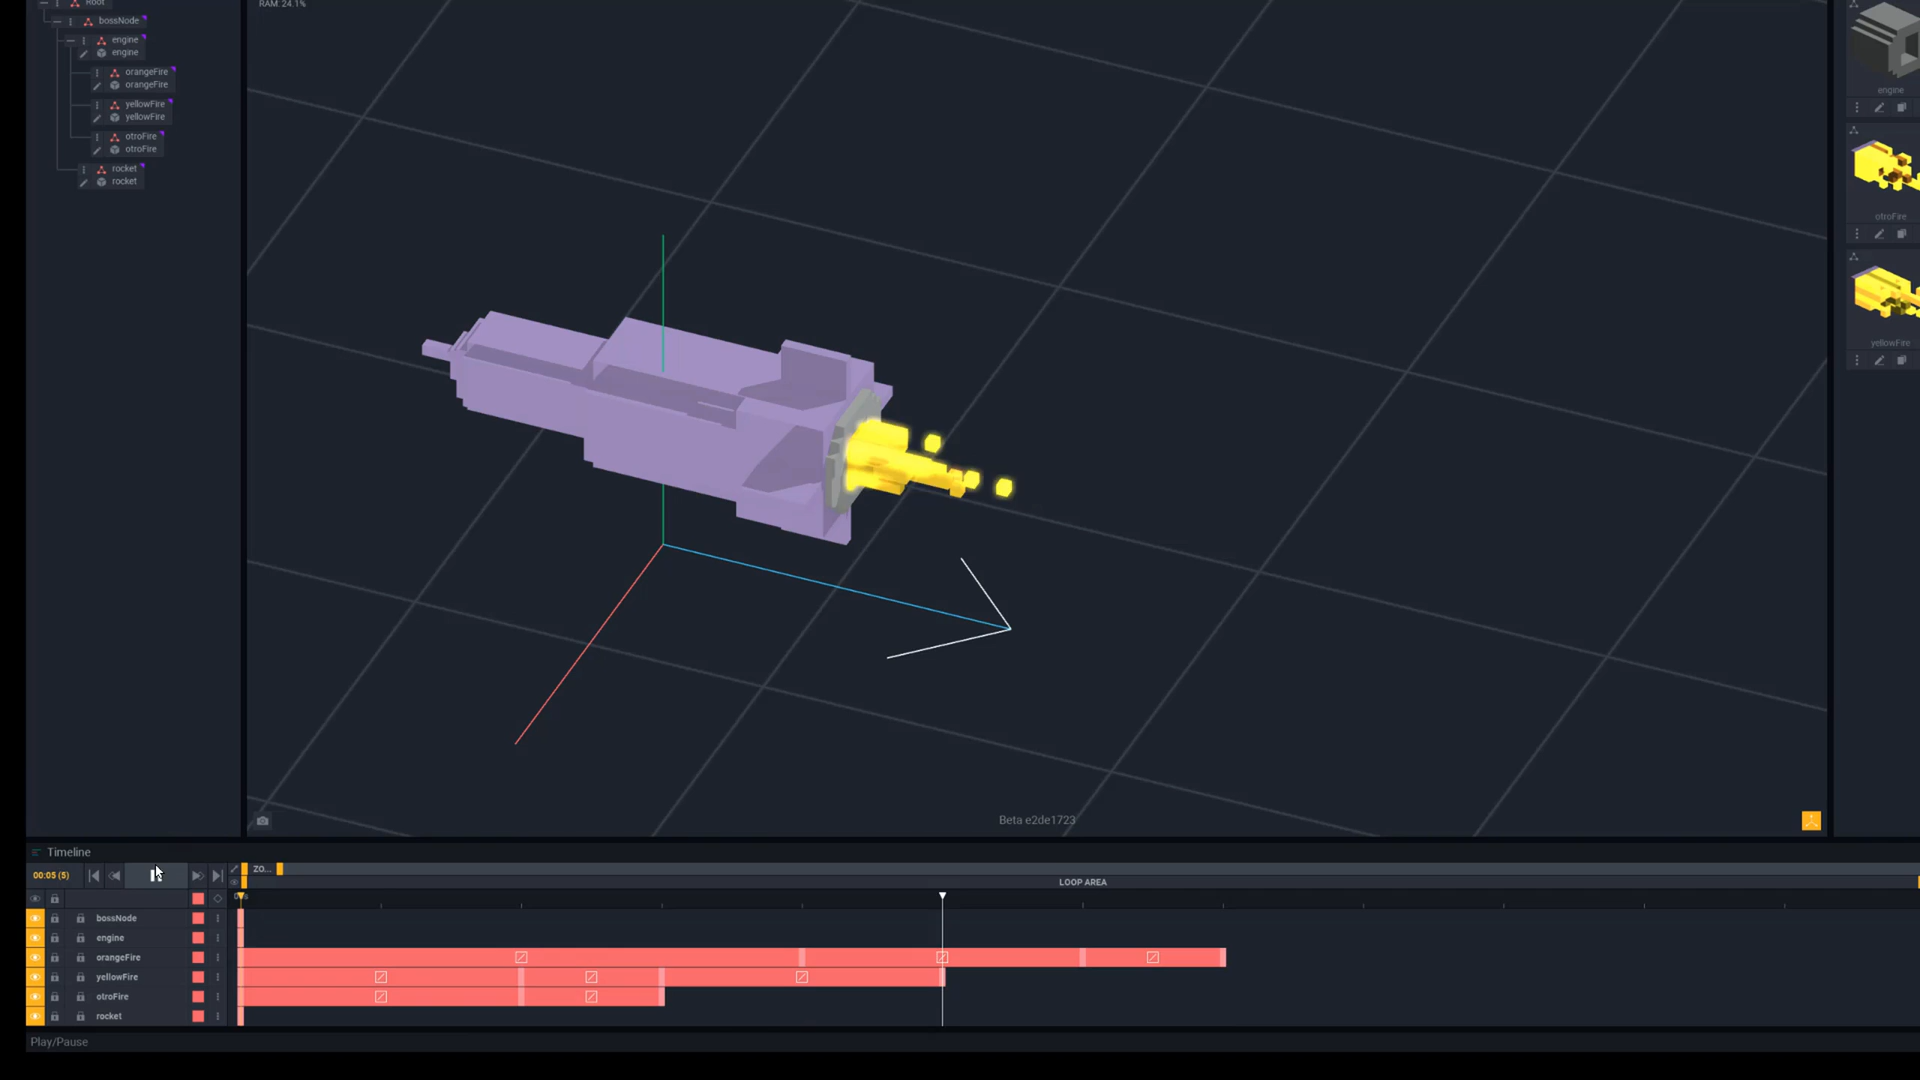 Root
RAM: 24.1%
bossNode
engine
engine
orangeFire
orangeFire
yellowFire
yellowFire
otroFire
otroFire
rocket
rocket
engine
otroFire
yellowFire
Beta e2de1723
Timeline
00:05 (5)
ZO...
LOOP AREA
bossNode
engine
orangeFire
yellowFire
otroFire
rocket
Play/Pause